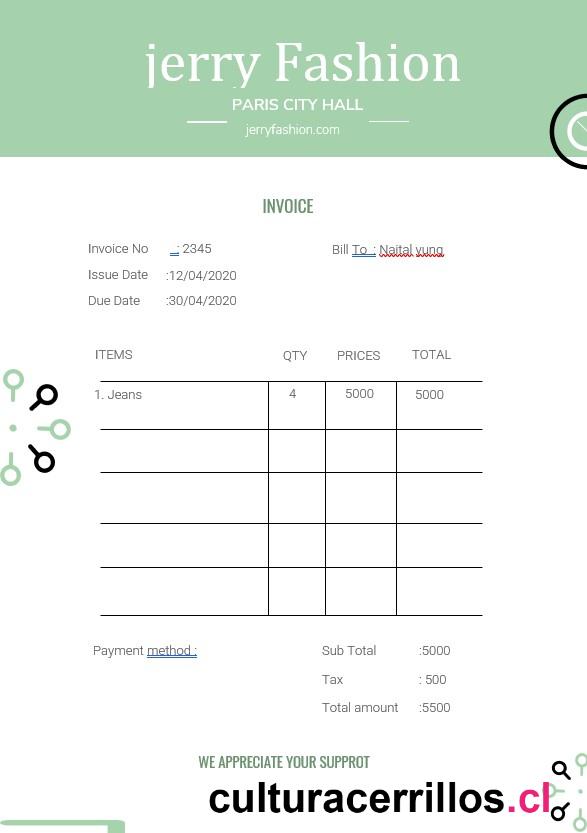 jerry Fashion
PARIS CITY HALL
jerryfashion.com
INVOICE
Invoice No : 2345
Bill To : Naital yung
Issue Date :12/04/2020
Due Date :30/04/2020
ITEMS QTY PRICES TOTAL
1. Jeans 4 5000 5000
Payment method :
Sub Total :5000
Tax : 500
Total amount :5500
WE APPRECIATE YOUR SUPPROT
culturacerrillos.cl